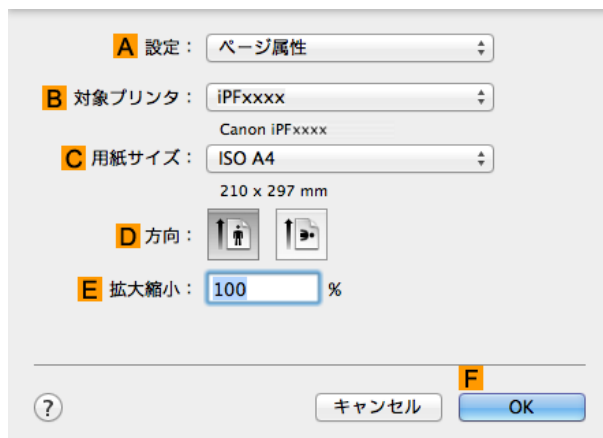 A 設定： ページ属性
B 対象プリンタ： iPFxxxx
Canon iPFxxxx
C 用紙サイズ： ISO A4
210 x 297 mm
D 方向：
E 拡大縮小： 100 %
F
? キャンセル OK